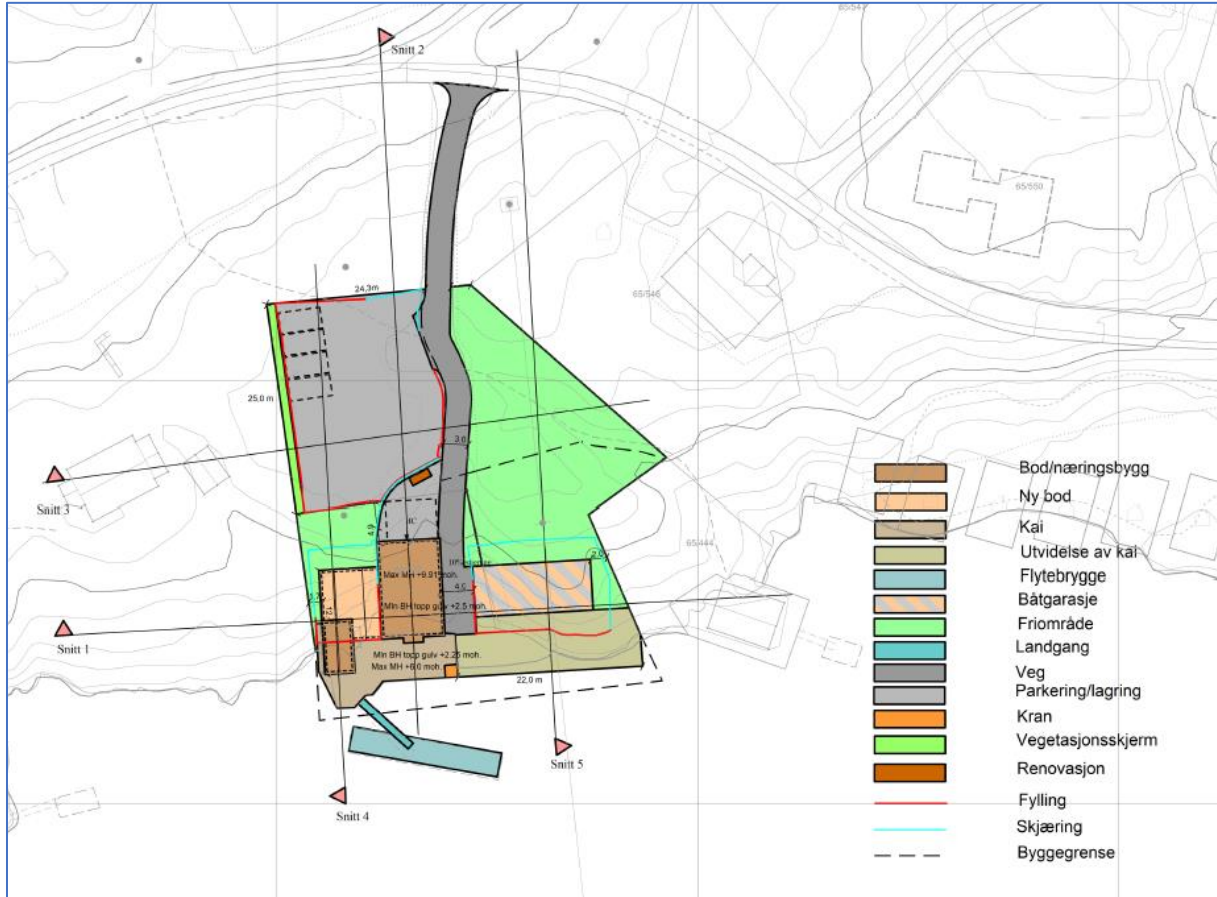 65/541
Snitt 2
65/550
24,3m
65/546
25,0 m
3.0
Snitt 3
4,9
65/444
2.0
Max MH +9.91 moh.
4.0
Min BH topp gulv +2.5 moh.
Snitt 1
Min BH topp gulv +2.25 moh.
Max MH +6.0 moh.
22,0 m
Snitt 5
Snitt 4
Bod/næringsbygg
Ny bod
Kai
Utvidelse av kai
Flytebrygge
Båtgarasje
Friområde
Landgang
Veg
Parkering/lagring
Kran
Vegetasjonsskjerm
Renovasjon
Fylling
Skjæring
Byggegrense